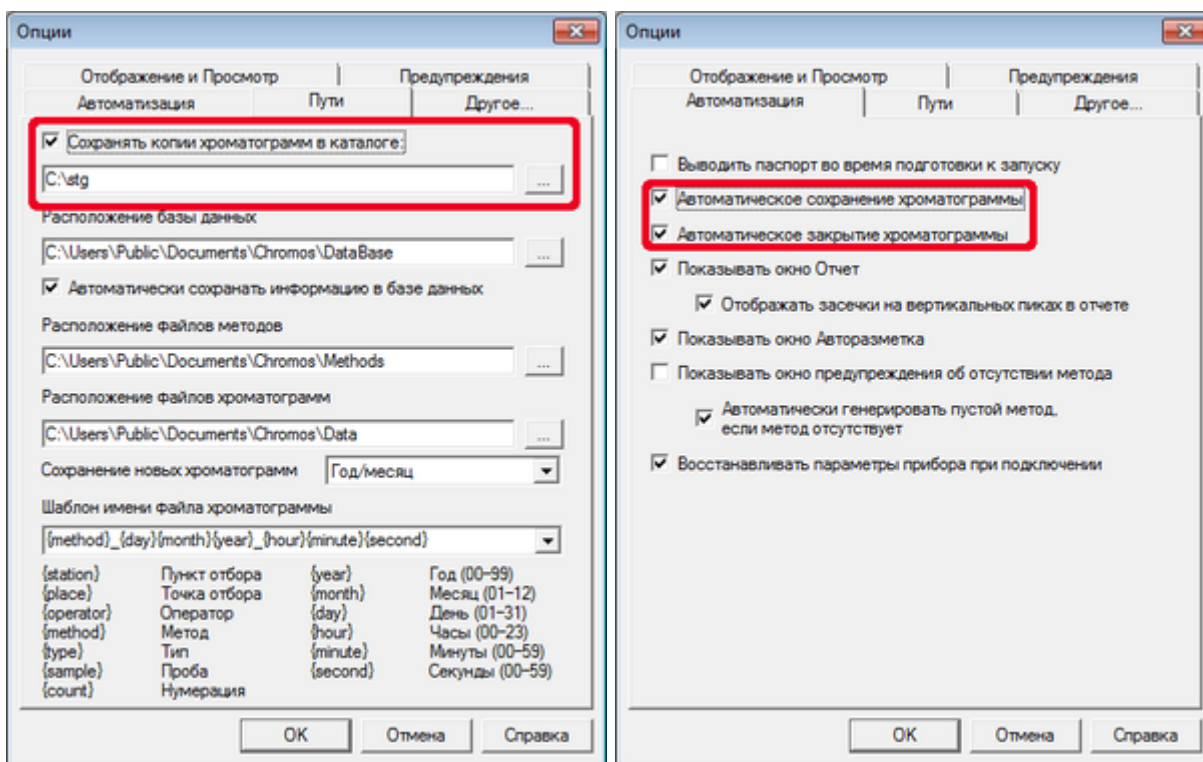 Опции
Отображение и Просмотр
Предупреждения
Автоматизация
Пути
Другое...
Сохранять копии хроматограмм в каталоге:
C:\stg
...
Расположение базы данных
C:\Users\Public\Documents\Chromos\DataBase
...
Автоматически сохранать информацию в базе данных
Расположение файлов методов
C:\Users\Public\Documents\Chromos\Methods
...
Расположение файлов хроматограмм
C:\Users\Public\Documents\Chromos\Data
...
Сохранение новых хроматограмм
Год/месяц
Шаблон имени файла хроматограммы
{method}_{day}{month}{year}_{hour}{minute}{second}
{station} Пункт отбора {year} Год (00-99)
{place} Точка отбора {month} Месяц (01-12)
{operator} Оператор {day} День (01-31)
{method} Метод {hour} Часы (00-23)
{type} Тип {minute} Минуты (00-59)
{sample} Проба {second} Секунды (00-59)
{count} Нумерация
OK
Отмена
Справка
Опции
Отображение и Просмотр
Предупреждения
Автоматизация
Пути
Другое...
Выводить паспорт во время подготовки к запуску
Автоматическое сохранение хроматограммы
Автоматическое закрытие хроматограммы
Показывать окно Отчет
Отображать засечки на вертикальных пиках в отчете
Показывать окно Авторазметка
Показывать окно предупреждения об отсутствии метода
Автоматически генерировать пустой метод,
если метод отсутствует
Восстанавливать параметры прибора при подключении
OK
Отмена
Справка